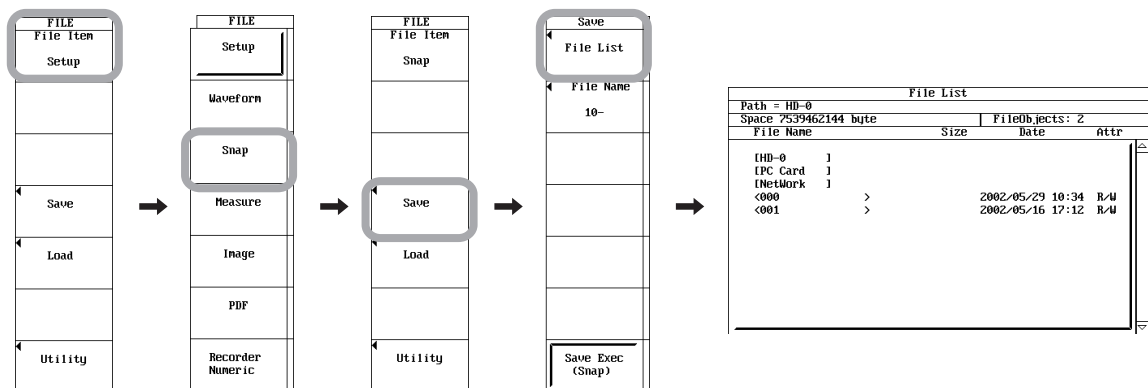 FILE
File Item
Setup
Save
Load
Utility
FILE
Setup
Waveform
Snap
Measure
Image
PDF
Recorder
Numeric
FILE
File Item
Snap
Save
Load
Utility
Save
File List
File Name
10-
Save Exec
(Snap)
File List
Path = HD-0
Space 7539462144 byte FileObjects: 2
File Name Size Date Attr
[HD-0 ]
[PC Card ]
[NetWork ]
<000 > 2002/05/29 10:34 R/W
<001 > 2002/05/16 17:12 R/W